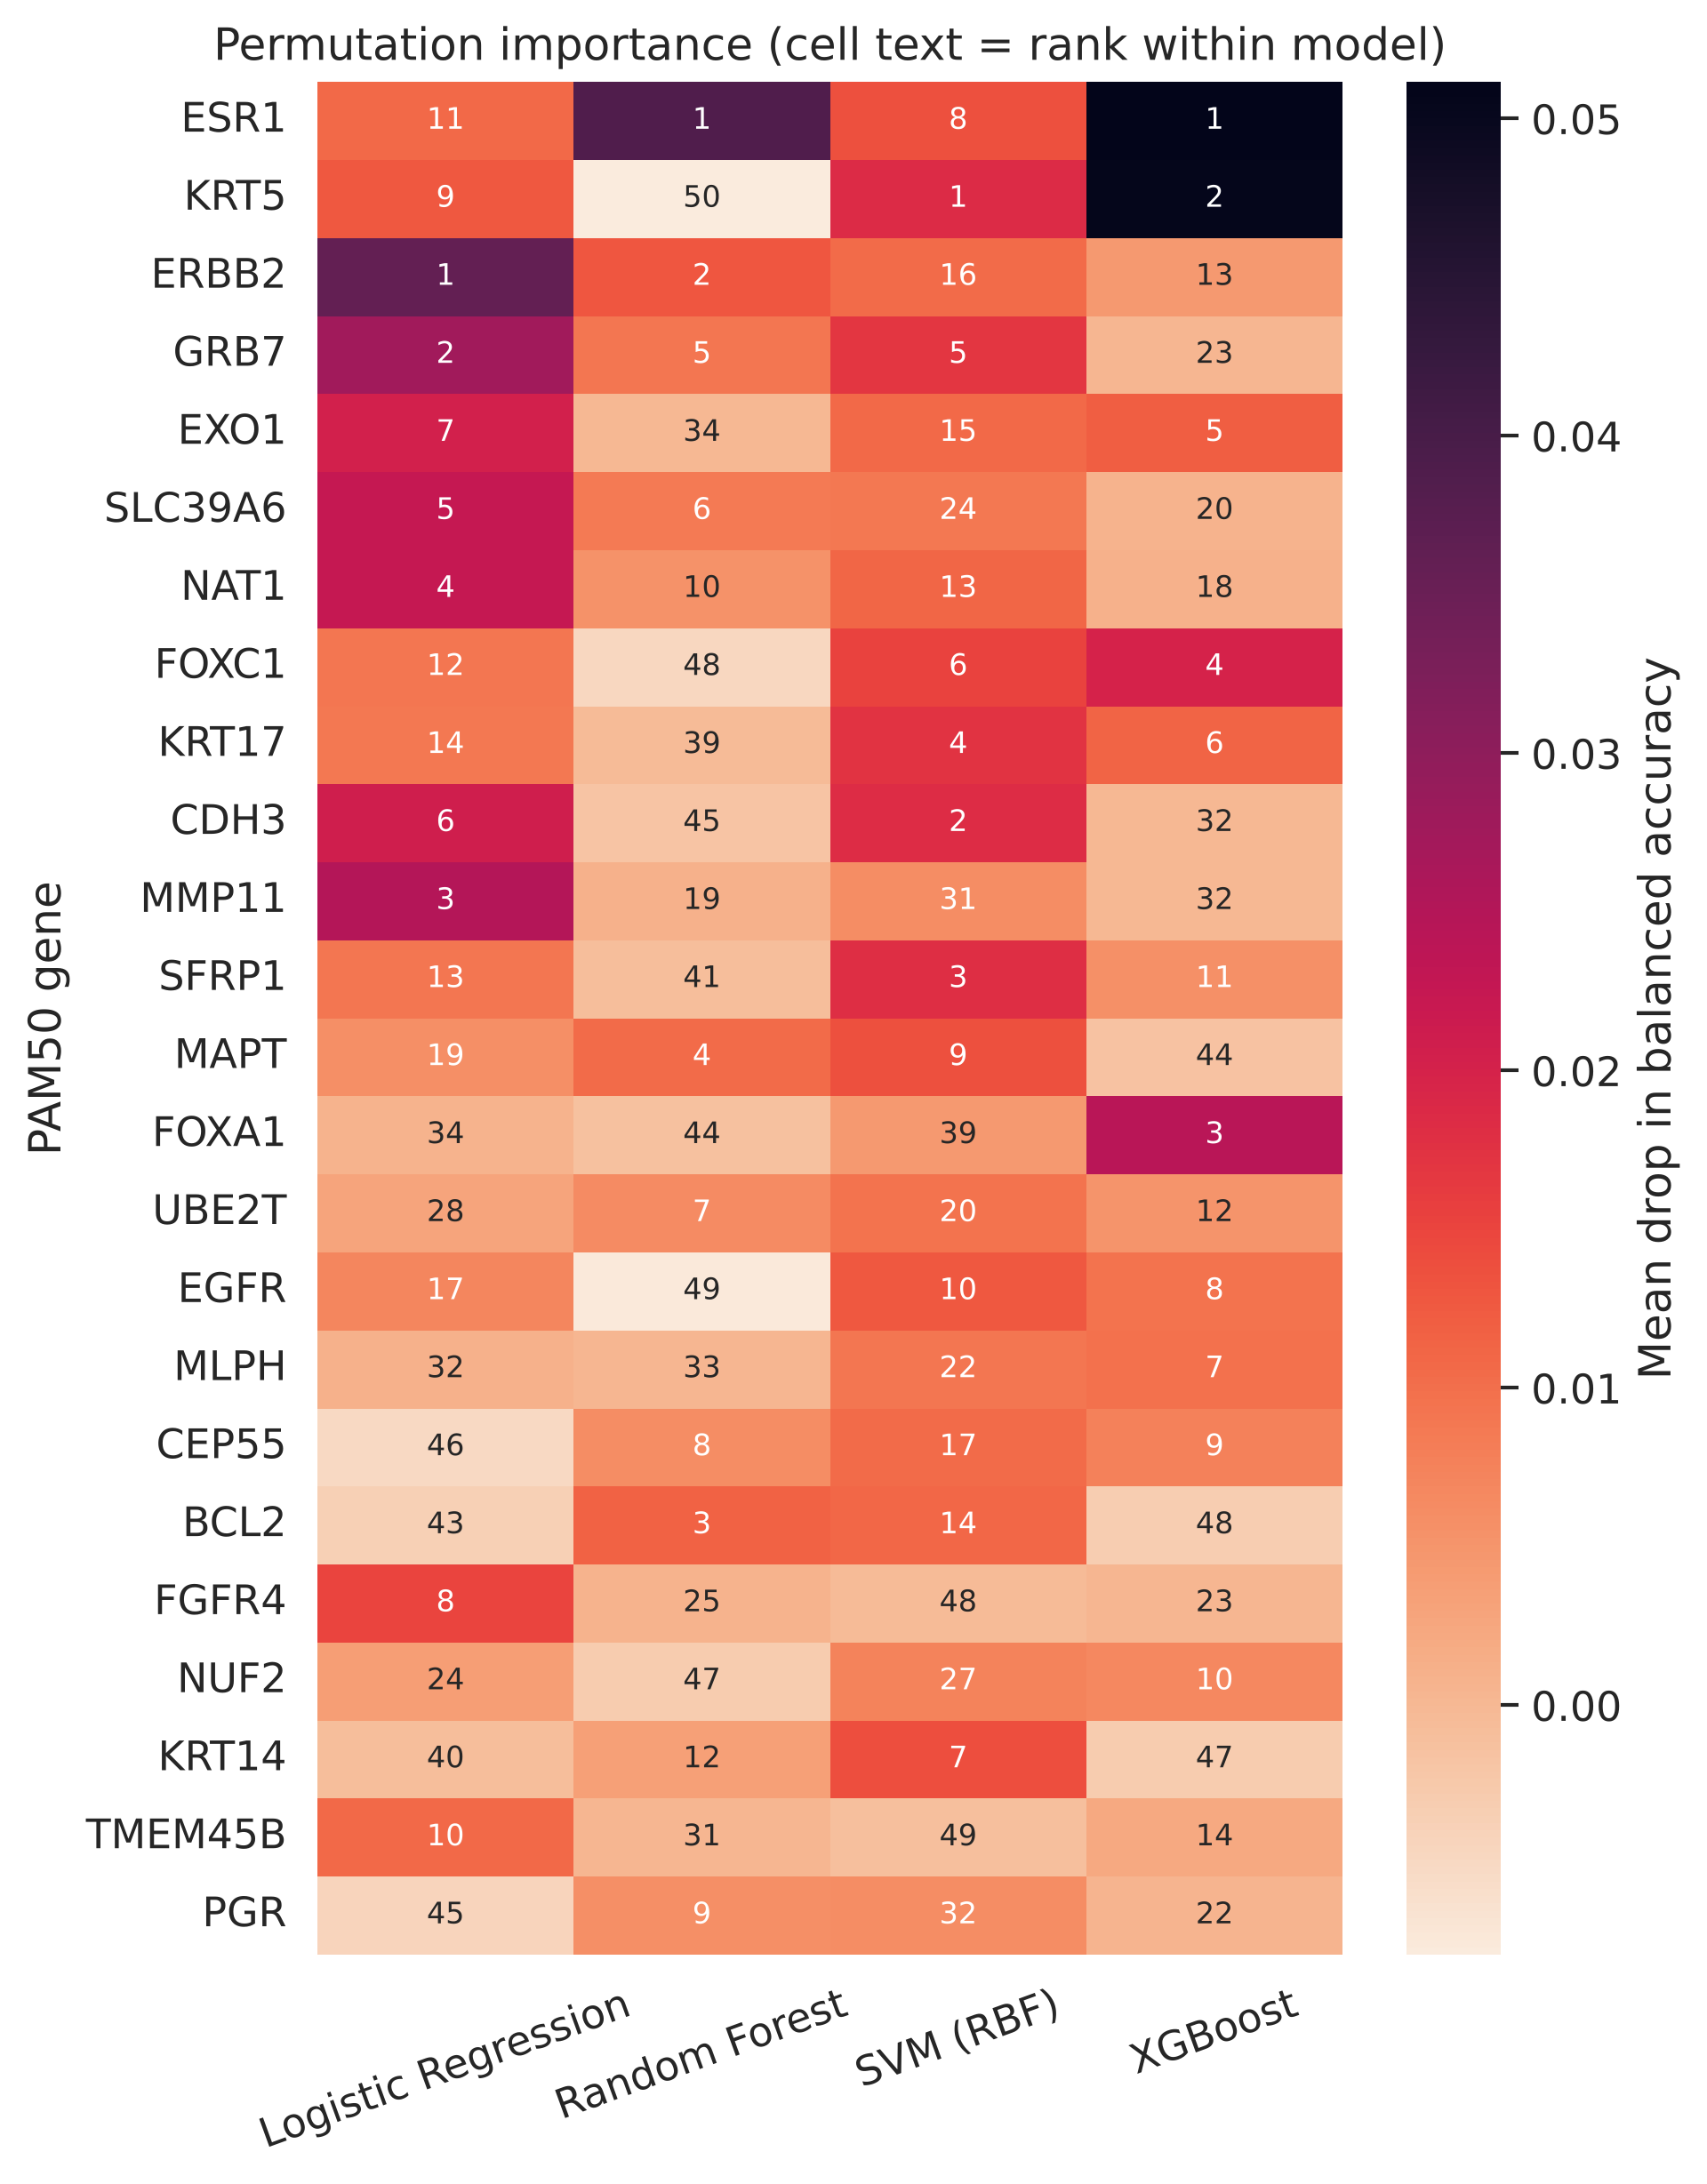 Permutation importance (cell text = rank within model)
ESR1 11 1 8 1
KRT5 9 50 1 2
ERBB2 1 2 16 13
GRB7 2 5 5 23
EXO1 7 34 15 5
SLC39A6 5 6 24 20
NAT1 4 10 13 18
FOXC1 12 48 6 4
KRT17 14 39 4 6
CDH3 6 45 2 32
MMP11 3 19 31 32
SFRP1 13 41 3 11
MAPT 19 4 9 44
FOXA1 34 44 39 3
UBE2T 28 7 20 12
EGFR 17 49 10 8
MLPH 32 33 22 7
CEP55 46 8 17 9
BCL2 43 3 14 48
FGFR4 8 25 48 23
NUF2 24 47 27 10
KRT14 40 12 7 47
TMEM45B 10 31 49 14
PGR 45 9 32 22
PAM50 gene
Logistic Regression
Random Forest
SVM (RBF)
XGBoost
0.05
0.04
0.03
0.02
0.01
0.00
Mean drop in balanced accuracy